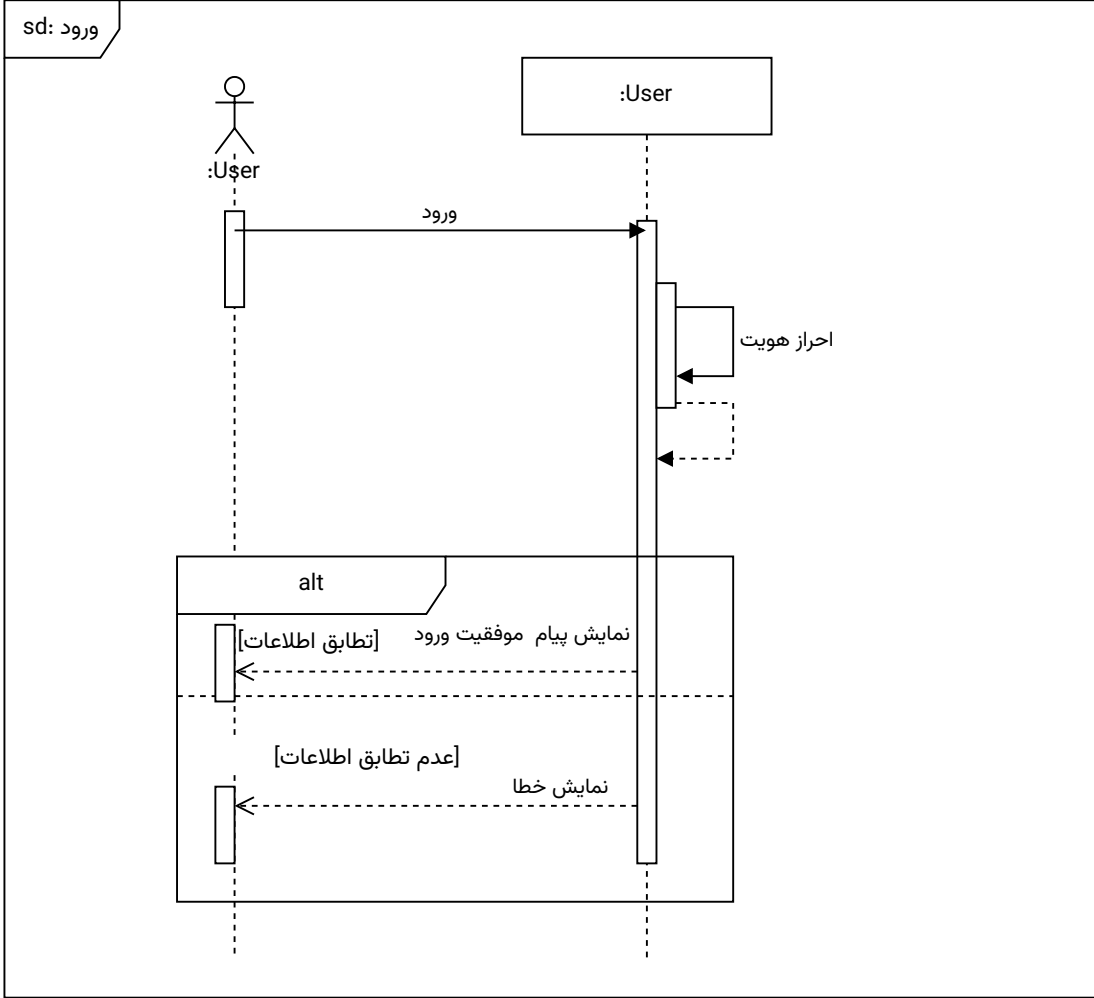 sd: ورود
:User
:User
ورود
احراز هویت
alt
[تطابق اطلاعات]
نمایش پیام موفقیت ورود
[عدم تطابق اطلاعات]
نمایش خطا